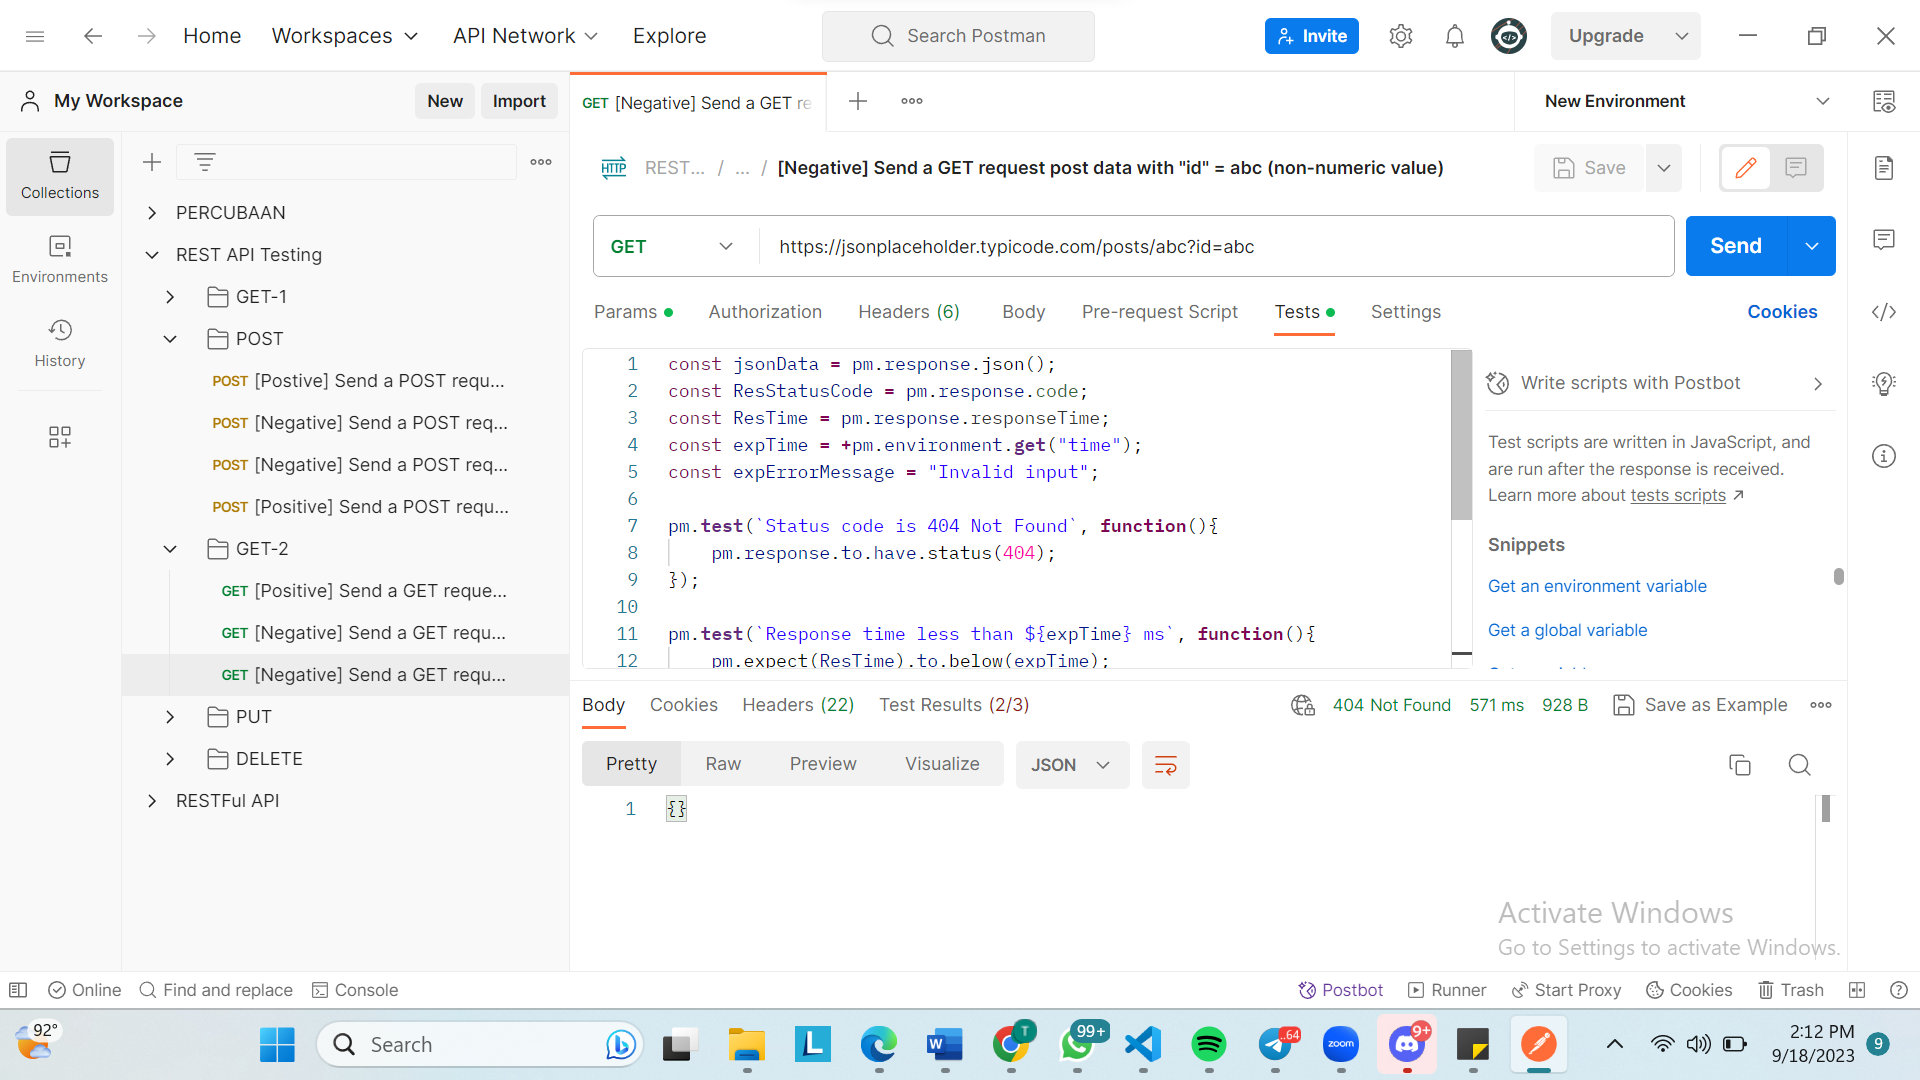 Home Workspaces API Network Explore Search Postman Invite Upgrade
My Workspace New Import GET [Negative] Send a GET re New Environment
Collections
Environments
History
PERCUBAAN
REST API Testing
GET-1
POST
POST [Postive] Send a POST requ...
POST [Negative] Send a POST req...
POST [Negative] Send a POST req...
POST [Positive] Send a POST requ...
GET-2
GET [Positive] Send a GET reque...
GET [Negative] Send a GET requ...
GET [Negative] Send a GET requ...
PUT
DELETE
RESTFul API
HTTP REST... / ... / [Negative] Send a GET request post data with "id" = abc (non-numeric value) Save
GET https://jsonplaceholder.typicode.com/posts/abc?id=abc Send
Params Authorization Headers (6) Body Pre-request Script Tests Settings Cookies
1 const jsonData = pm.response.json();
2 const ResStatusCode = pm.response.code;
3 const ResTime = pm.response.responseTime;
4 const expTime = +pm.environment.get("time");
5 const expErrorMessage = "Invalid input";
6
7 pm.test(`Status code is 404 Not Found`, function(){
8 pm.response.to.have.status(404);
9 });
10
11 pm.test(`Response time less than ${expTime} ms`, function(){
12 pm.expect(ResTime).to.below(expTime);
Write scripts with Postbot
Test scripts are written in JavaScript, and
are run after the response is received.
Learn more about tests scripts ↗
Snippets
Get an environment variable
Get a global variable
Body Cookies Headers (22) Test Results (2/3) 404 Not Found 571 ms 928 B Save as Example
Pretty Raw Preview Visualize JSON
1 {}
Activate Windows
Go to Settings to activate Windows.
Online Find and replace Console Postbot Runner Start Proxy Cookies Trash
92° Search L W T 99+ 64 zoom 9+ 2:12 PM
9/18/2023 9